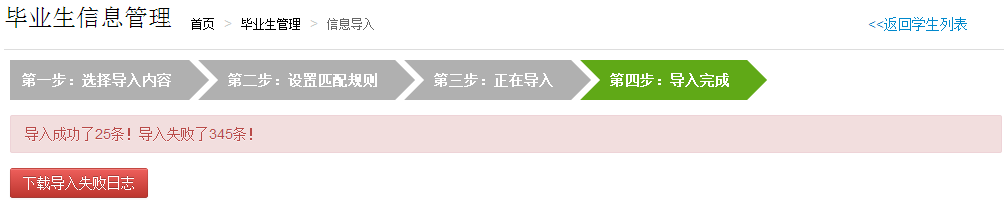 毕业生信息管理 首页 > 毕业生管理 > 信息导入 <<返回学生列表
第一步：选择导入内容 第二步：设置匹配规则 第三步：正在导入 第四步：导入完成
导入成功了25条！导入失败了345条！
下载导入失败日志